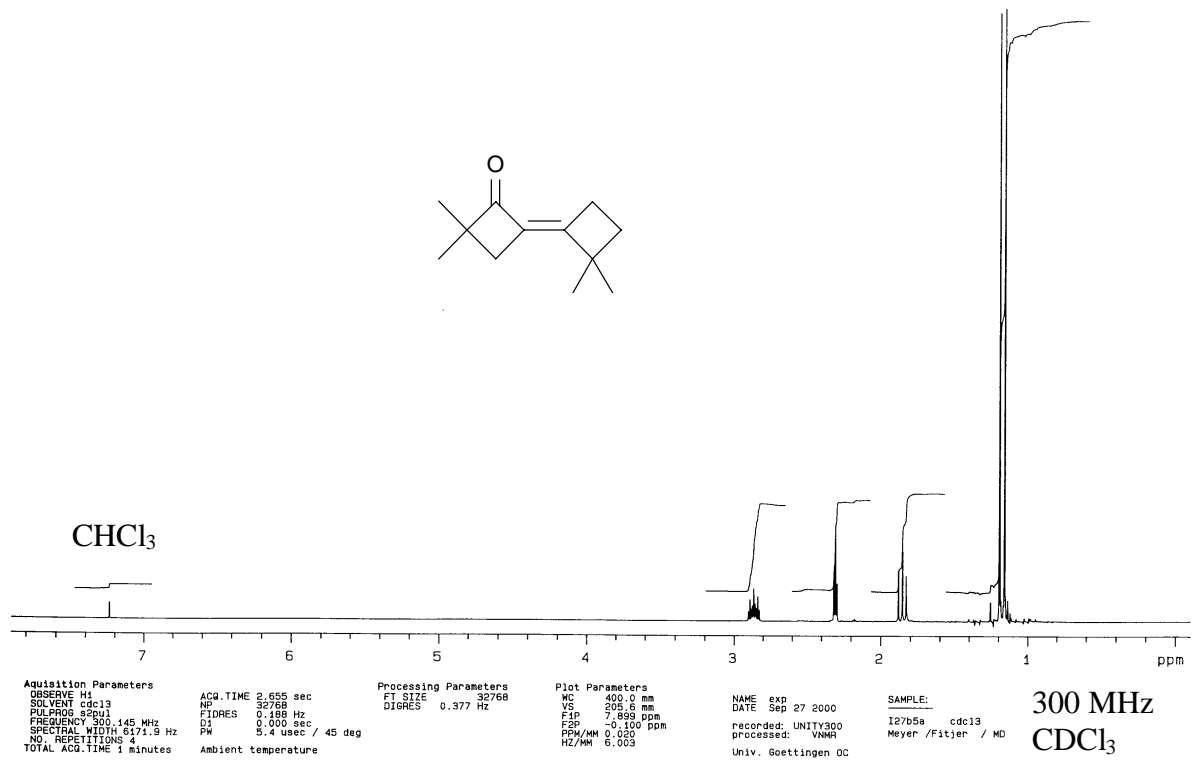 O
CHCl3
7 6 5 4 3 2 1 ppm
Aquisition Parameters
OBSERVE H1
SOLVENT cdcl3
PULPROG s2pul
FREQUENCY 300.145 MHz
SPECTRAL WIDTH 6171.9 Hz
NO. REPETITIONS 4
TOTAL ACQ.TIME 1 minutes
ACQ.TIME 2.655 sec
NP 32768
FIDRES 0.188 Hz
D1 0.000 sec
PW 5.4 usec / 45 deg
Ambient temperature
Processing Parameters
FT SIZE 32768
DIGRES 0.377 Hz
Plot Parameters
WC 400.0 mm
VS 205.6 mm
F1P 7.899 ppm
F2P -0.100 ppm
PPM/MM 0.020
HZ/MM 6.003
NAME exp
DATE Sep 27 2000
recorded: UNITY300
processed: VNMR
Univ. Goettingen OC
SAMPLE:
I27b5a cdcl3
Meyer /Fitjer / MD
300 MHz
CDCl3